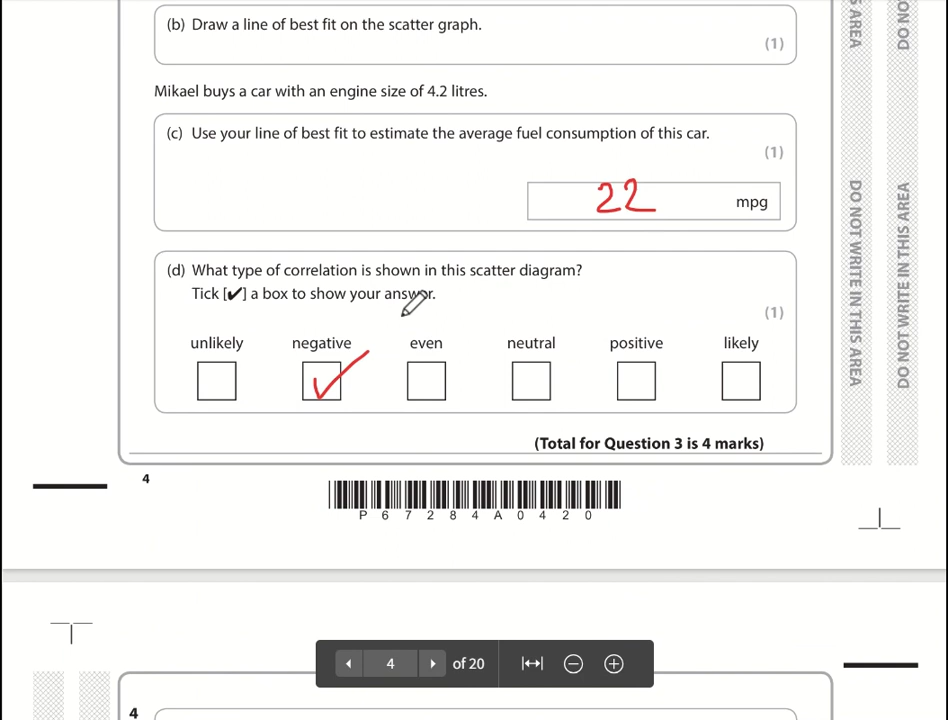 (b) Draw a line of best fit on the scatter graph.
(1)
Mikael buys a car with an engine size of 4.2 litres.
(c) Use your line of best fit to estimate the average fuel consumption of this car.
(1)
22 mpg
(d) What type of correlation is shown in this scatter diagram?
Tick [✔] a box to show your answer.
(1)
unlikely negative even neutral positive likely
(Total for Question 3 is 4 marks)
4
P 6 7 2 8 4 A 0 4 2 0
S AREA
DO NOT WRITE IN THIS AREA
DO NO
DO NOT WRITE IN THIS AREA
4 of 20
4